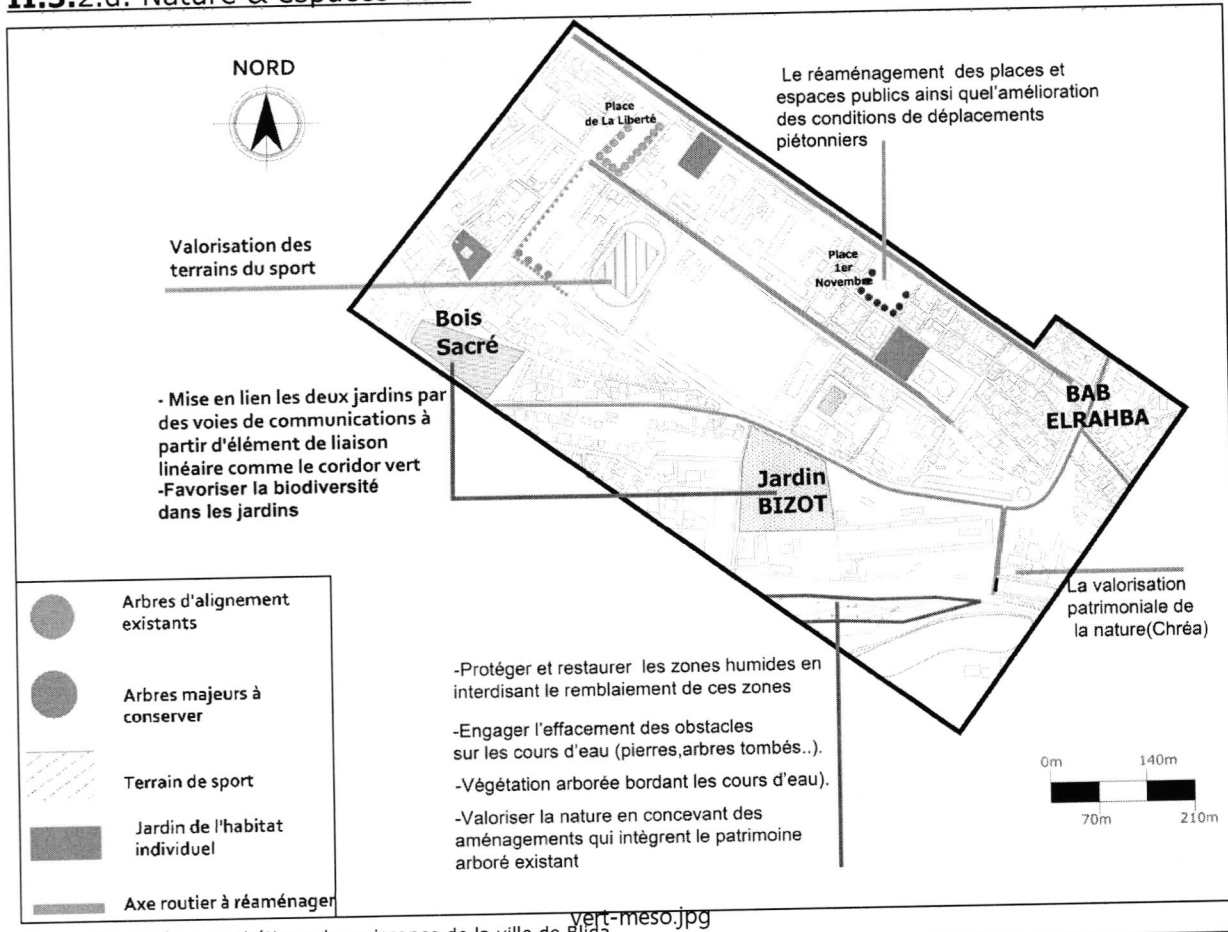 II.3.2.d. Nature & espaces
NORD
Place
de La Liberté
Le réaménagement des places et
espaces publics ainsi quel'amélioration
des conditions de déplacements
piétonniers
Valorisation des
terrains du sport
Place
1er
Novembre
Bois
Sacré
BAB
ELRAHBA
- Mise en lien les deux jardins par
des voies de communications à
partir d'élément de liaison
linéaire comme le coridor vert
-Favoriser la biodiversité
dans les jardins
Jardin
BIZOT
La valorisation
patrimoniale de
la nature(Chréa)
Arbres d'alignement
existants
Arbres majeurs à
conserver
Terrain de sport
Jardin de l'habitat
individuel
Axe routier à réaménager
-Protéger et restaurer les zones humides en
interdisant le remblaiement de ces zones
-Engager l'effacement des obstacles
sur les cours d'eau (pierres,arbres tombés..).
-Végétation arborée bordant les cours d'eau).
-Valoriser la nature en concevant des
aménagements qui intègrent le patrimoine
arboré existant
0m 140m
70m 210m
vert-meso.jpg
de la ville de Blida